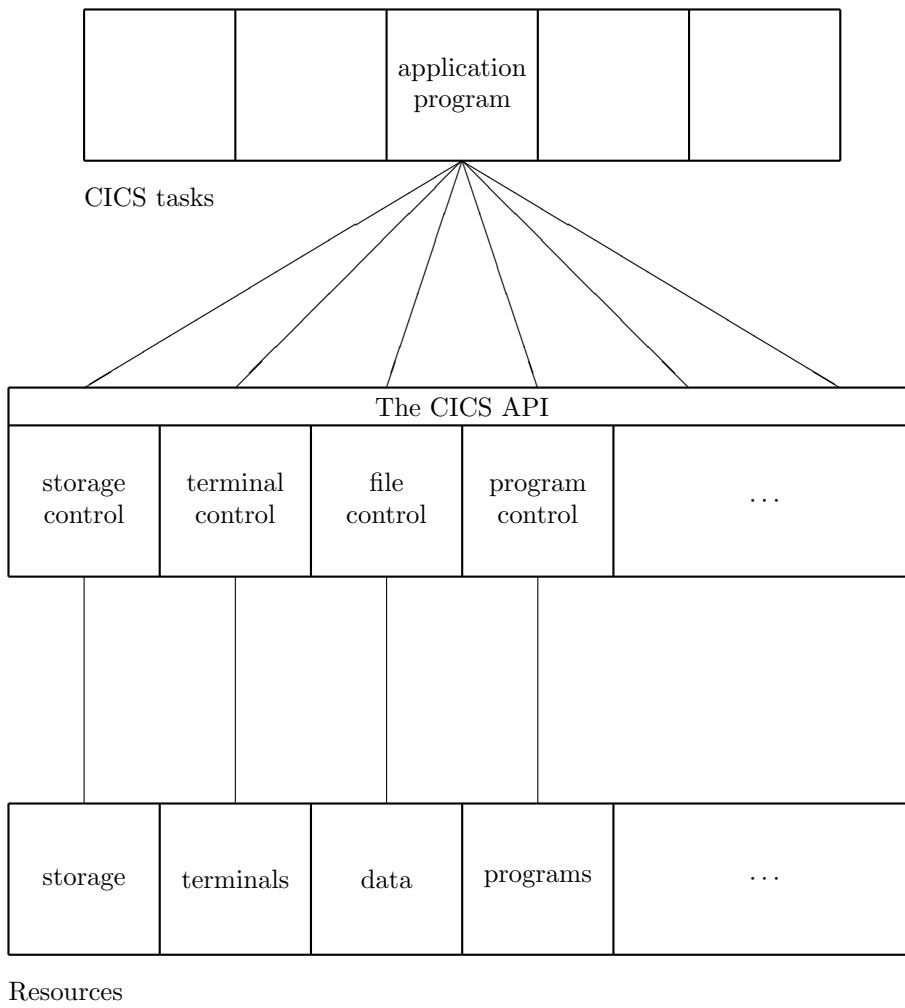 application
program
CICS tasks
The CICS API
storage
control
terminal
control
file
control
program
control
...
storage
terminals
data
programs
...
Resources